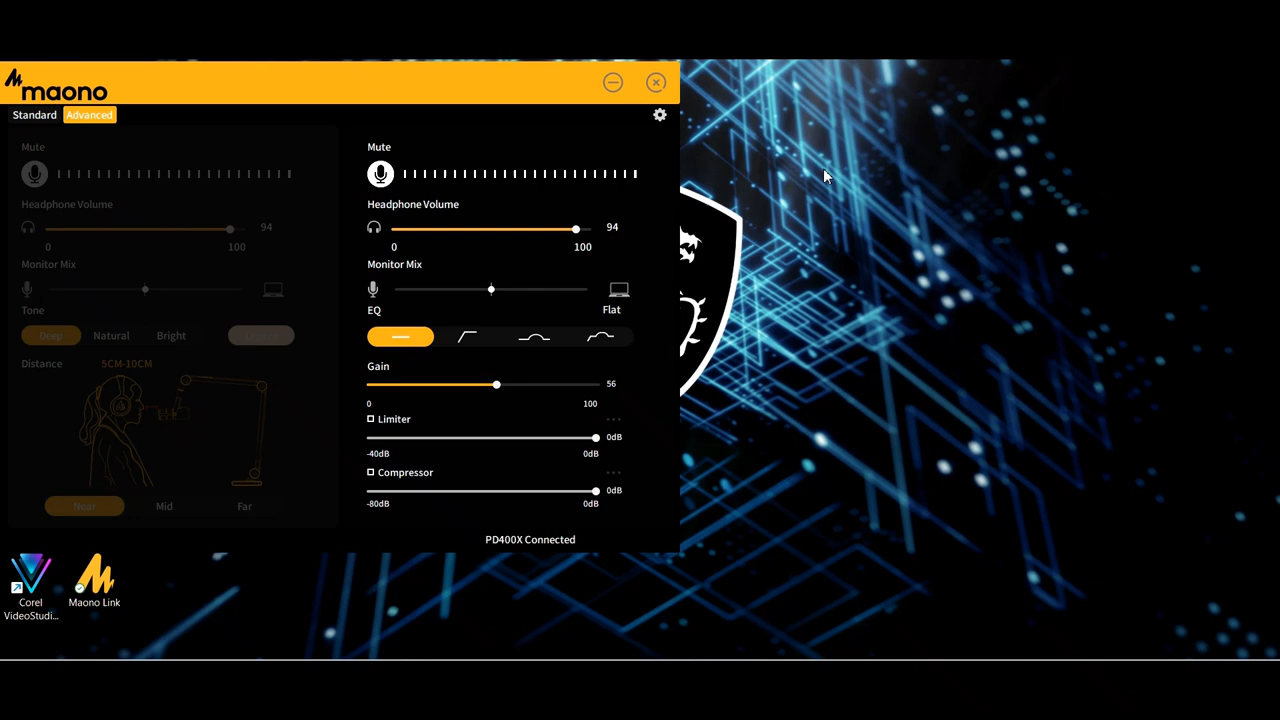 maono
Standard Advanced
Mute
Headphone Volume
94
0 100
Monitor Mix
Tone
Deep Natural Bright
Distance 5CM-10CM
Near Mid Far
Mute
Headphone Volume
94
0 100
Monitor Mix
EQ Flat
Gain
56
0 100
Limiter
0dB
-40dB 0dB
Compressor
0dB
-80dB 0dB
PD400X Connected
Corel
VideoStudi...
Maono Link